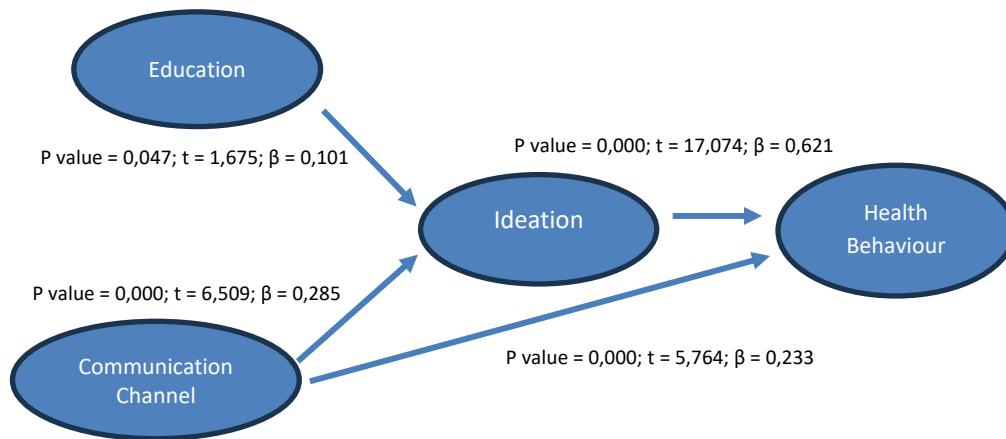 Education
P value = 0,047; t = 1,675; β = 0,101
P value = 0,000; t = 17,074; β = 0,621
Ideation
Health
Behaviour
P value = 0,000; t = 6,509; β = 0,285
P value = 0,000; t = 5,764; β = 0,233
Communication
Channel